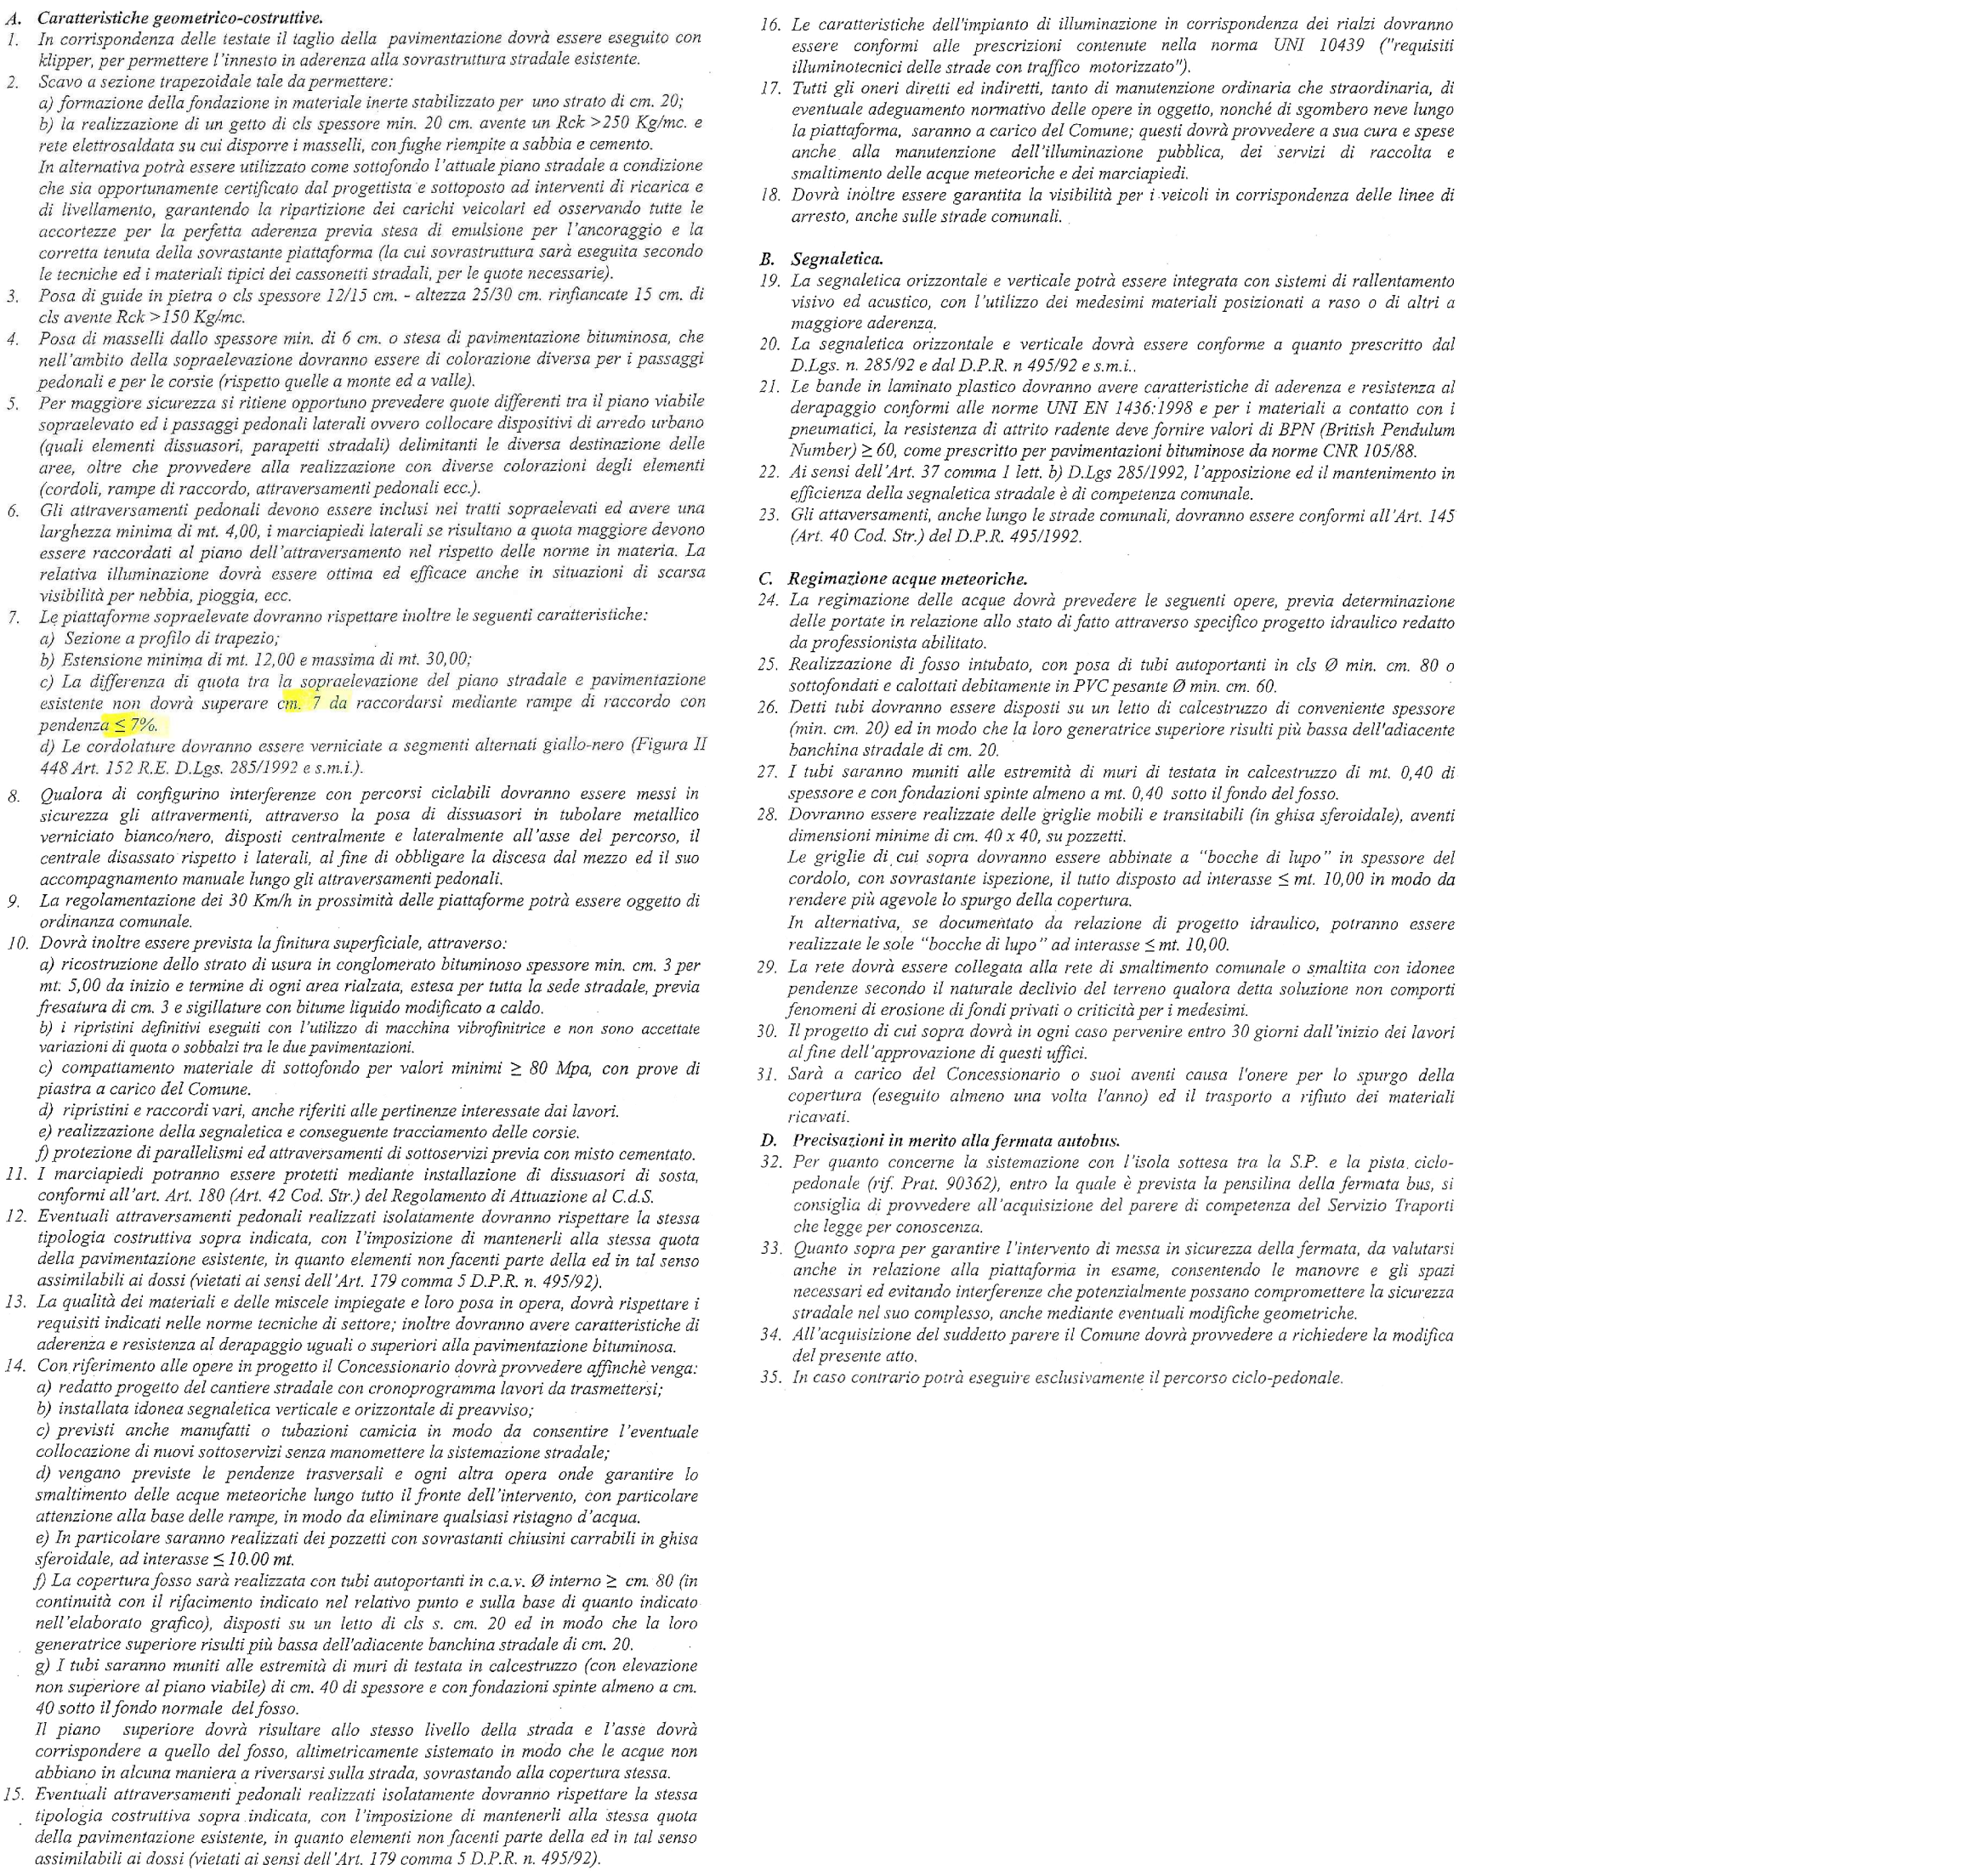 A. Caratteristiche geometrico-costruttive.
1. In corrispondenza delle testate il taglio della pavimentazione dovrà essere eseguito con
klipper, per permettere l'innesto in aderenza alla sovrastruttura stradale esistente.
2. Scavo a sezione trapezoidale tale da permettere:
a) formazione della fondazione in materiale inerte stabilizzato per uno strato di cm. 20;
b) la realizzazione di un getto di cls spessore min. 20 cm. avente un Rck >250 Kg/mc. e
rete elettrosaldata su cui disporre i masselli, con fughe riempite a sabbia e cemento.
In alternativa potrà essere utilizzato come sottofondo l'attuale piano stradale a condizione
che sia opportunamente certificato dal progettista e sottoposto ad interventi di ricarica e
di livellamento, garantendo la ripartizione dei carichi veicolari ed osservando tutte le
accortezze per la perfetta aderenza previa stesa di emulsione per l'ancoraggio e la
corretta tenuta della sovrastante piattaforma (la cui sovrastruttura sarà eseguita secondo
le tecniche ed i materiali tipici dei cassonetti stradali, per le quote necessarie).
3. Posa di guide in pietra o cls spessore 12/15 cm. - altezza 25/30 cm. rinfiancate 15 cm. di
cls avente Rck >150 Kg/mc.
4. Posa di masselli dallo spessore min. di 6 cm. o stesa di pavimentazione bituminosa, che
nell'ambito della sopraelevazione dovranno essere di colorazione diversa per i passaggi
pedonali e per le corsie (rispetto quelle a monte ed a valle).
5. Per maggiore sicurezza si ritiene opportuno prevedere quote differenti tra il piano viabile
sopraelevato ed i passaggi pedonali laterali ovvero collocare dispositivi di arredo urbano
(quali elementi dissuasori, parapetti stradali) delimitanti le diversa destinazione delle
aree, oltre che provvedere alla realizzazione con diverse colorazioni degli elementi
(cordoli, rampe di raccordo, attraversamenti pedonali ecc.).
6. Gli attraversamenti pedonali devono essere inclusi nei tratti sopraelevati ed avere una
larghezza minima di mt. 4,00, i marciapiedi laterali se risultano a quota maggiore devono
essere raccordati al piano dell'attraversamento nel rispetto delle norme in materia. La
relativa illuminazione dovrà essere ottima ed efficace anche in situazioni di scarsa
visibilità per nebbia, pioggia, ecc.
7. Le piattaforme sopraelevate dovranno rispettare inoltre le seguenti caratteristiche:
a) Sezione a profilo di trapezio;
b) Estensione minima di mt. 12,00 e massima di mt. 30,00;
c) La differenza di quota tra la sopraelevazione del piano stradale e pavimentazione
esistente non dovrà superare cm. 7 da raccordarsi mediante rampe di raccordo con
pendenza ≤ 7%.
d) Le cordolature dovranno essere verniciate a segmenti alternati giallo-nero (Figura II
448 Art. 152 R.E. D.Lgs. 285/1992 e s.m.i.).
8. Qualora di configurino interferenze con percorsi ciclabili dovranno essere messi in
sicurezza gli attravermenti, attraverso la posa di dissuasori in tubolare metallico
verniciato bianco/nero, disposti centralmente e lateralmente all'asse del percorso, il
centrale disassato rispetto i laterali, al fine di obbligare la discesa dal mezzo ed il suo
accompagnamento manuale lungo gli attraversamenti pedonali.
9. La regolamentazione dei 30 Km/h in prossimità delle piattaforme potrà essere oggetto di
ordinanza comunale.
10. Dovrà inoltre essere prevista la finitura superficiale, attraverso:
a) ricostruzione dello strato di usura in conglomerato bituminoso spessore min. cm. 3 per
mt. 5,00 da inizio e termine di ogni area rialzata, estesa per tutta la sede stradale, previa
fresatura di cm. 3 e sigillature con bitume liquido modificato a caldo.
b) i ripristini definitivi eseguiti con l'utilizzo di macchina vibrofinitrice e non sono accettate
variazioni di quota o sobbalzi tra le due pavimentazioni.
c) compattamento materiale di sottofondo per valori minimi ≥ 80 Mpa, con prove di
piastra a carico del Comune.
d) ripristini e raccordi vari, anche riferiti alle pertinenze interessate dai lavori.
e) realizzazione della segnaletica e conseguente tracciamento delle corsie.
f) protezione di parallelismi ed attraversamenti di sottoservizi previa con misto cementato.
11. I marciapiedi potranno essere protetti mediante installazione di dissuasori di sosta,
conformi all'art. Art. 180 (Art. 42 Cod. Str.) del Regolamento di Attuazione al C.d.S.
12. Eventuali attraversamenti pedonali realizzati isolatamente dovranno rispettare la stessa
tipologia costruttiva sopra indicata, con l'imposizione di mantenerli alla stessa quota
della pavimentazione esistente, in quanto elementi non facenti parte della ed in tal senso
assimilabili ai dossi (vietati ai sensi dell'Art. 179 comma 5 D.P.R. n. 495/92).
13. La qualità dei materiali e delle miscele impiegate e loro posa in opera, dovrà rispettare i
requisiti indicati nelle norme tecniche di settore; inoltre dovranno avere caratteristiche di
aderenza e resistenza al derapaggio uguali o superiori alla pavimentazione bituminosa.
14. Con riferimento alle opere in progetto il Concessionario dovrà provvedere affinchè venga:
a) redatto progetto del cantiere stradale con cronoprogramma lavori da trasmettersi;
b) installata idonea segnaletica verticale e orizzontale di preavviso;
c) previsti anche manufatti o tubazioni camicia in modo da consentire l'eventuale
collocazione di nuovi sottoservizi senza manomettere la sistemazione stradale;
d) vengano previste le pendenze trasversali e ogni altra opera onde garantire lo
smaltimento delle acque meteoriche lungo tutto il fronte dell'intervento, con particolare
attenzione alla base delle rampe, in modo da eliminare qualsiasi ristagno d'acqua.
e) In particolare saranno realizzati dei pozzetti con sovrastanti chiusini carrabili in ghisa
sferoidale, ad interasse ≤ 10.00 mt.
f) La copertura fosso sarà realizzata con tubi autoportanti in c.a.v. Ø interno ≥ cm. 80 (in
continuità con il rifacimento indicato nel relativo punto e sulla base di quanto indicato
nell'elaborato grafico), disposti su un letto di cls s. cm. 20 ed in modo che la loro
generatrice superiore risulti più bassa dell'adiacente banchina stradale di cm. 20.
g) I tubi saranno muniti alle estremità di muri di testata in calcestruzzo (con elevazione
non superiore al piano viabile) di cm. 40 di spessore e con fondazioni spinte almeno a cm.
40 sotto il fondo normale del fosso.
Il piano superiore dovrà risultare allo stesso livello della strada e l'asse dovrà
corrispondere a quello del fosso, altimetricamente sistemato in modo che le acque non
abbiano in alcuna maniera a riversarsi sulla strada, sovrastando alla copertura stessa.
15. Eventuali attraversamenti pedonali realizzati isolatamente dovranno rispettare la stessa
tipologia costruttiva sopra indicata, con l'imposizione di mantenerli alla stessa quota
della pavimentazione esistente, in quanto elementi non facenti parte della ed in tal senso
assimilabili ai dossi (vietati ai sensi dell'Art. 179 comma 5 D.P.R. n. 495/92).
16. Le caratteristiche dell'impianto di illuminazione in corrispondenza dei rialzi dovranno
essere conformi alle prescrizioni contenute nella norma UNI 10439 ("requisiti
illuminotecnici delle strade con traffico motorizzato").
17. Tutti gli oneri diretti ed indiretti, tanto di manutenzione ordinaria che straordinaria, di
eventuale adeguamento normativo delle opere in oggetto, nonché di sgombero neve lungo
la piattaforma, saranno a carico del Comune; questi dovrà provvedere a sua cura e spese
anche alla manutenzione dell'illuminazione pubblica, dei servizi di raccolta e
smaltimento delle acque meteoriche e dei marciapiedi.
18. Dovrà inoltre essere garantita la visibilità per i veicoli in corrispondenza delle linee di
arresto, anche sulle strade comunali.
B. Segnaletica.
19. La segnaletica orizzontale e verticale potrà essere integrata con sistemi di rallentamento
visivo ed acustico, con l'utilizzo dei medesimi materiali posizionati a raso o di altri a
maggiore aderenza.
20. La segnaletica orizzontale e verticale dovrà essere conforme a quanto prescritto dal
D.Lgs. n. 285/92 e dal D.P.R. n 495/92 e s.m.i..
21. Le bande in laminato plastico dovranno avere caratteristiche di aderenza e resistenza al
derapaggio conformi alle norme UNI EN 1436:1998 e per i materiali a contatto con i
pneumatici, la resistenza di attrito radente deve fornire valori di BPN (British Pendulum
Number) ≥ 60, come prescritto per pavimentazioni bituminose da norme CNR 105/88.
22. Ai sensi dell'Art. 37 comma 1 lett. b) D.Lgs 285/1992, l'apposizione ed il mantenimento in
efficienza della segnaletica stradale è di competenza comunale.
23. Gli attaversamenti, anche lungo le strade comunali, dovranno essere conformi all'Art. 145
(Art. 40 Cod. Str.) del D.P.R. 495/1992.
C. Regimazione acque meteoriche.
24. La regimazione delle acque dovrà prevedere le seguenti opere, previa determinazione
delle portate in relazione allo stato di fatto attraverso specifico progetto idraulico redatto
da professionista abilitato.
25. Realizzazione di fosso intubato, con posa di tubi autoportanti in cls Ø min. cm. 80 o
sottofondati e calottati debitamente in PVC pesante Ø min. cm. 60.
26. Detti tubi dovranno essere disposti su un letto di calcestruzzo di conveniente spessore
(min. cm. 20) ed in modo che la loro generatrice superiore risulti più bassa dell'adiacente
banchina stradale di cm. 20.
27. I tubi saranno muniti alle estremità di muri di testata in calcestruzzo di mt. 0,40 di
spessore e con fondazioni spinte almeno a mt. 0,40 sotto il fondo del fosso.
28. Dovranno essere realizzate delle griglie mobili e transitabili (in ghisa sferoidale), aventi
dimensioni minime di cm. 40 x 40, su pozzetti.
Le griglie di cui sopra dovranno essere abbinate a "bocche di lupo" in spessore del
cordolo, con sovrastante ispezione, il tutto disposto ad interasse ≤ mt. 10,00 in modo da
rendere più agevole lo spurgo della copertura.
In alternativa, se documentato da relazione di progetto idraulico, potranno essere
realizzate le sole "bocche di lupo" ad interasse ≤ mt. 10,00.
29. La rete dovrà essere collegata alla rete di smaltimento comunale o smaltita con idonee
pendenze secondo il naturale declivio del terreno qualora detta soluzione non comporti
fenomeni di erosione di fondi privati o criticità per i medesimi.
30. Il progetto di cui sopra dovrà in ogni caso pervenire entro 30 giorni dall'inizio dei lavori
al fine dell'approvazione di questi uffici.
31. Sarà a carico del Concessionario o suoi aventi causa l'onere per lo spurgo della
copertura (eseguito almeno una volta l'anno) ed il trasporto a rifiuto dei materiali
ricavati.
D. Precisazioni in merito alla fermata autobus.
32. Per quanto concerne la sistemazione con l'isola sottesa tra la S.P. e la pista ciclo-
pedonale (rif. Prat. 90362), entro la quale è prevista la pensilina della fermata bus, si
consiglia di provvedere all'acquisizione del parere di competenza del Servizio Traporti
che legge per conoscenza.
33. Quanto sopra per garantire l'intervento di messa in sicurezza della fermata, da valutarsi
anche in relazione alla piattaforma in esame, consentendo le manovre e gli spazi
necessari ed evitando interferenze che potenzialmente possano compromettere la sicurezza
stradale nel suo complesso, anche mediante eventuali modifiche geometriche.
34. All'acquisizione del suddetto parere il Comune dovrà provvedere a richiedere la modifica
del presente atto.
35. In caso contrario potrà eseguire esclusivamente il percorso ciclo-pedonale.